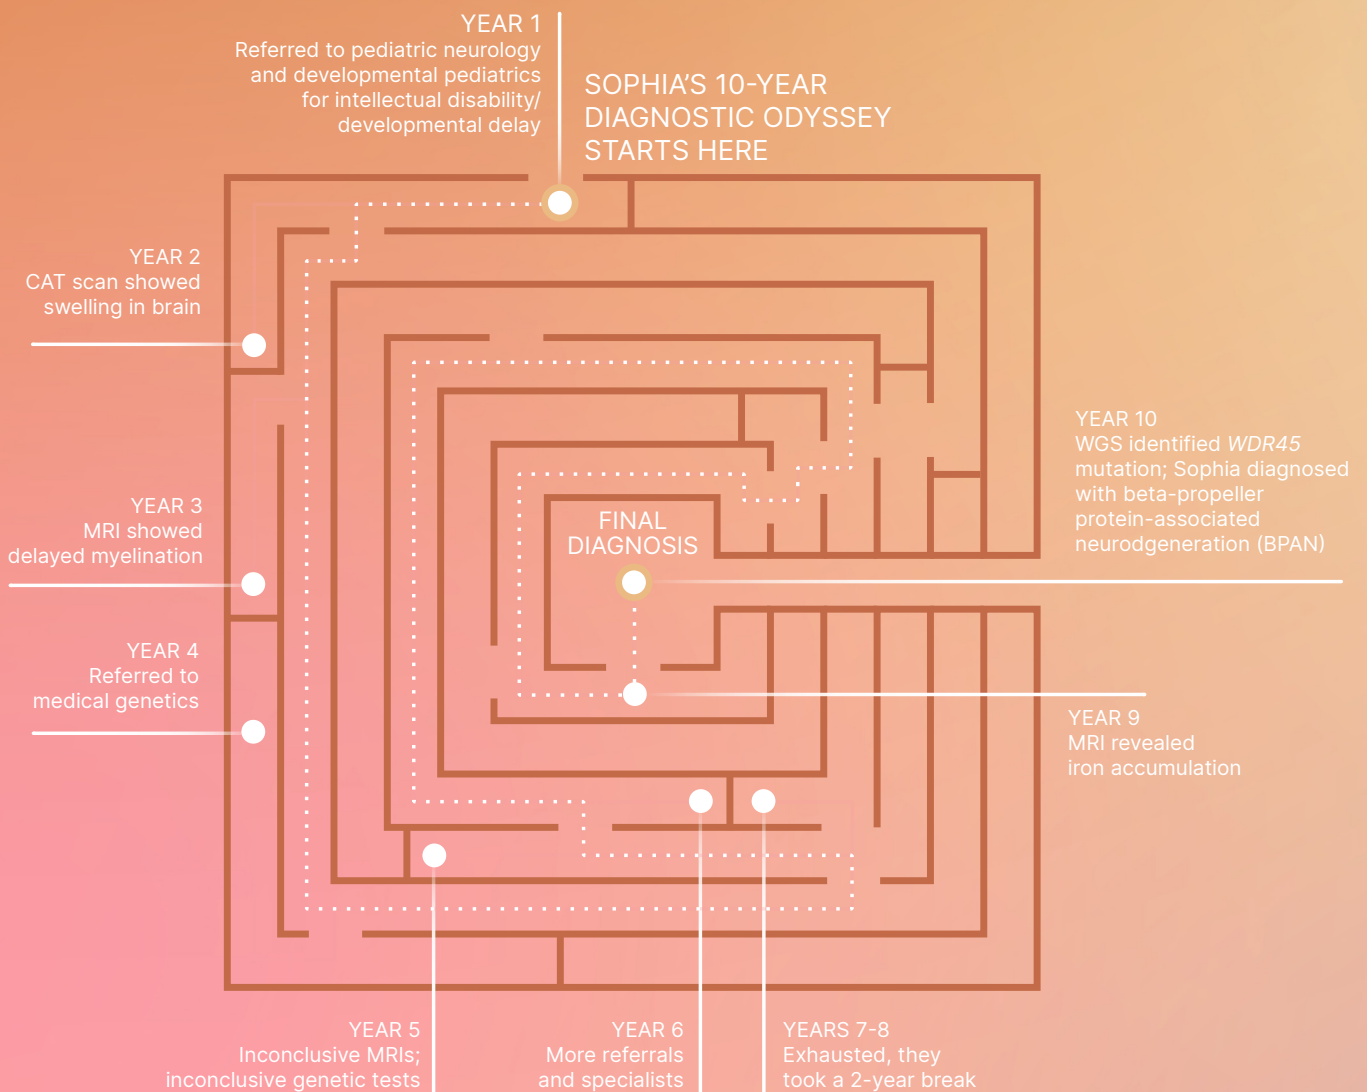 YEAR 1
Referred to pediatric neurology
and developmental pediatrics
for intellectual disability/
developmental delay
SOPHIA’S 10-YEAR
DIAGNOSTIC ODYSSEY
STARTS HERE
YEAR 2
CAT scan showed
swelling in brain
YEAR 3
MRI showed
delayed myelination
YEAR 4
Referred to
medical genetics
FINAL
DIAGNOSIS
YEAR 10
WGS identified WDR45
mutation; Sophia diagnosed
with beta-propeller
protein-associated
neurodgeneration (BPAN)
YEAR 9
MRI revealed
iron accumulation
YEAR 5
Inconclusive MRIs;
inconclusive genetic tests
YEAR 6
More referrals
and specialists
YEARS 7-8
Exhausted, they
took a 2-year break